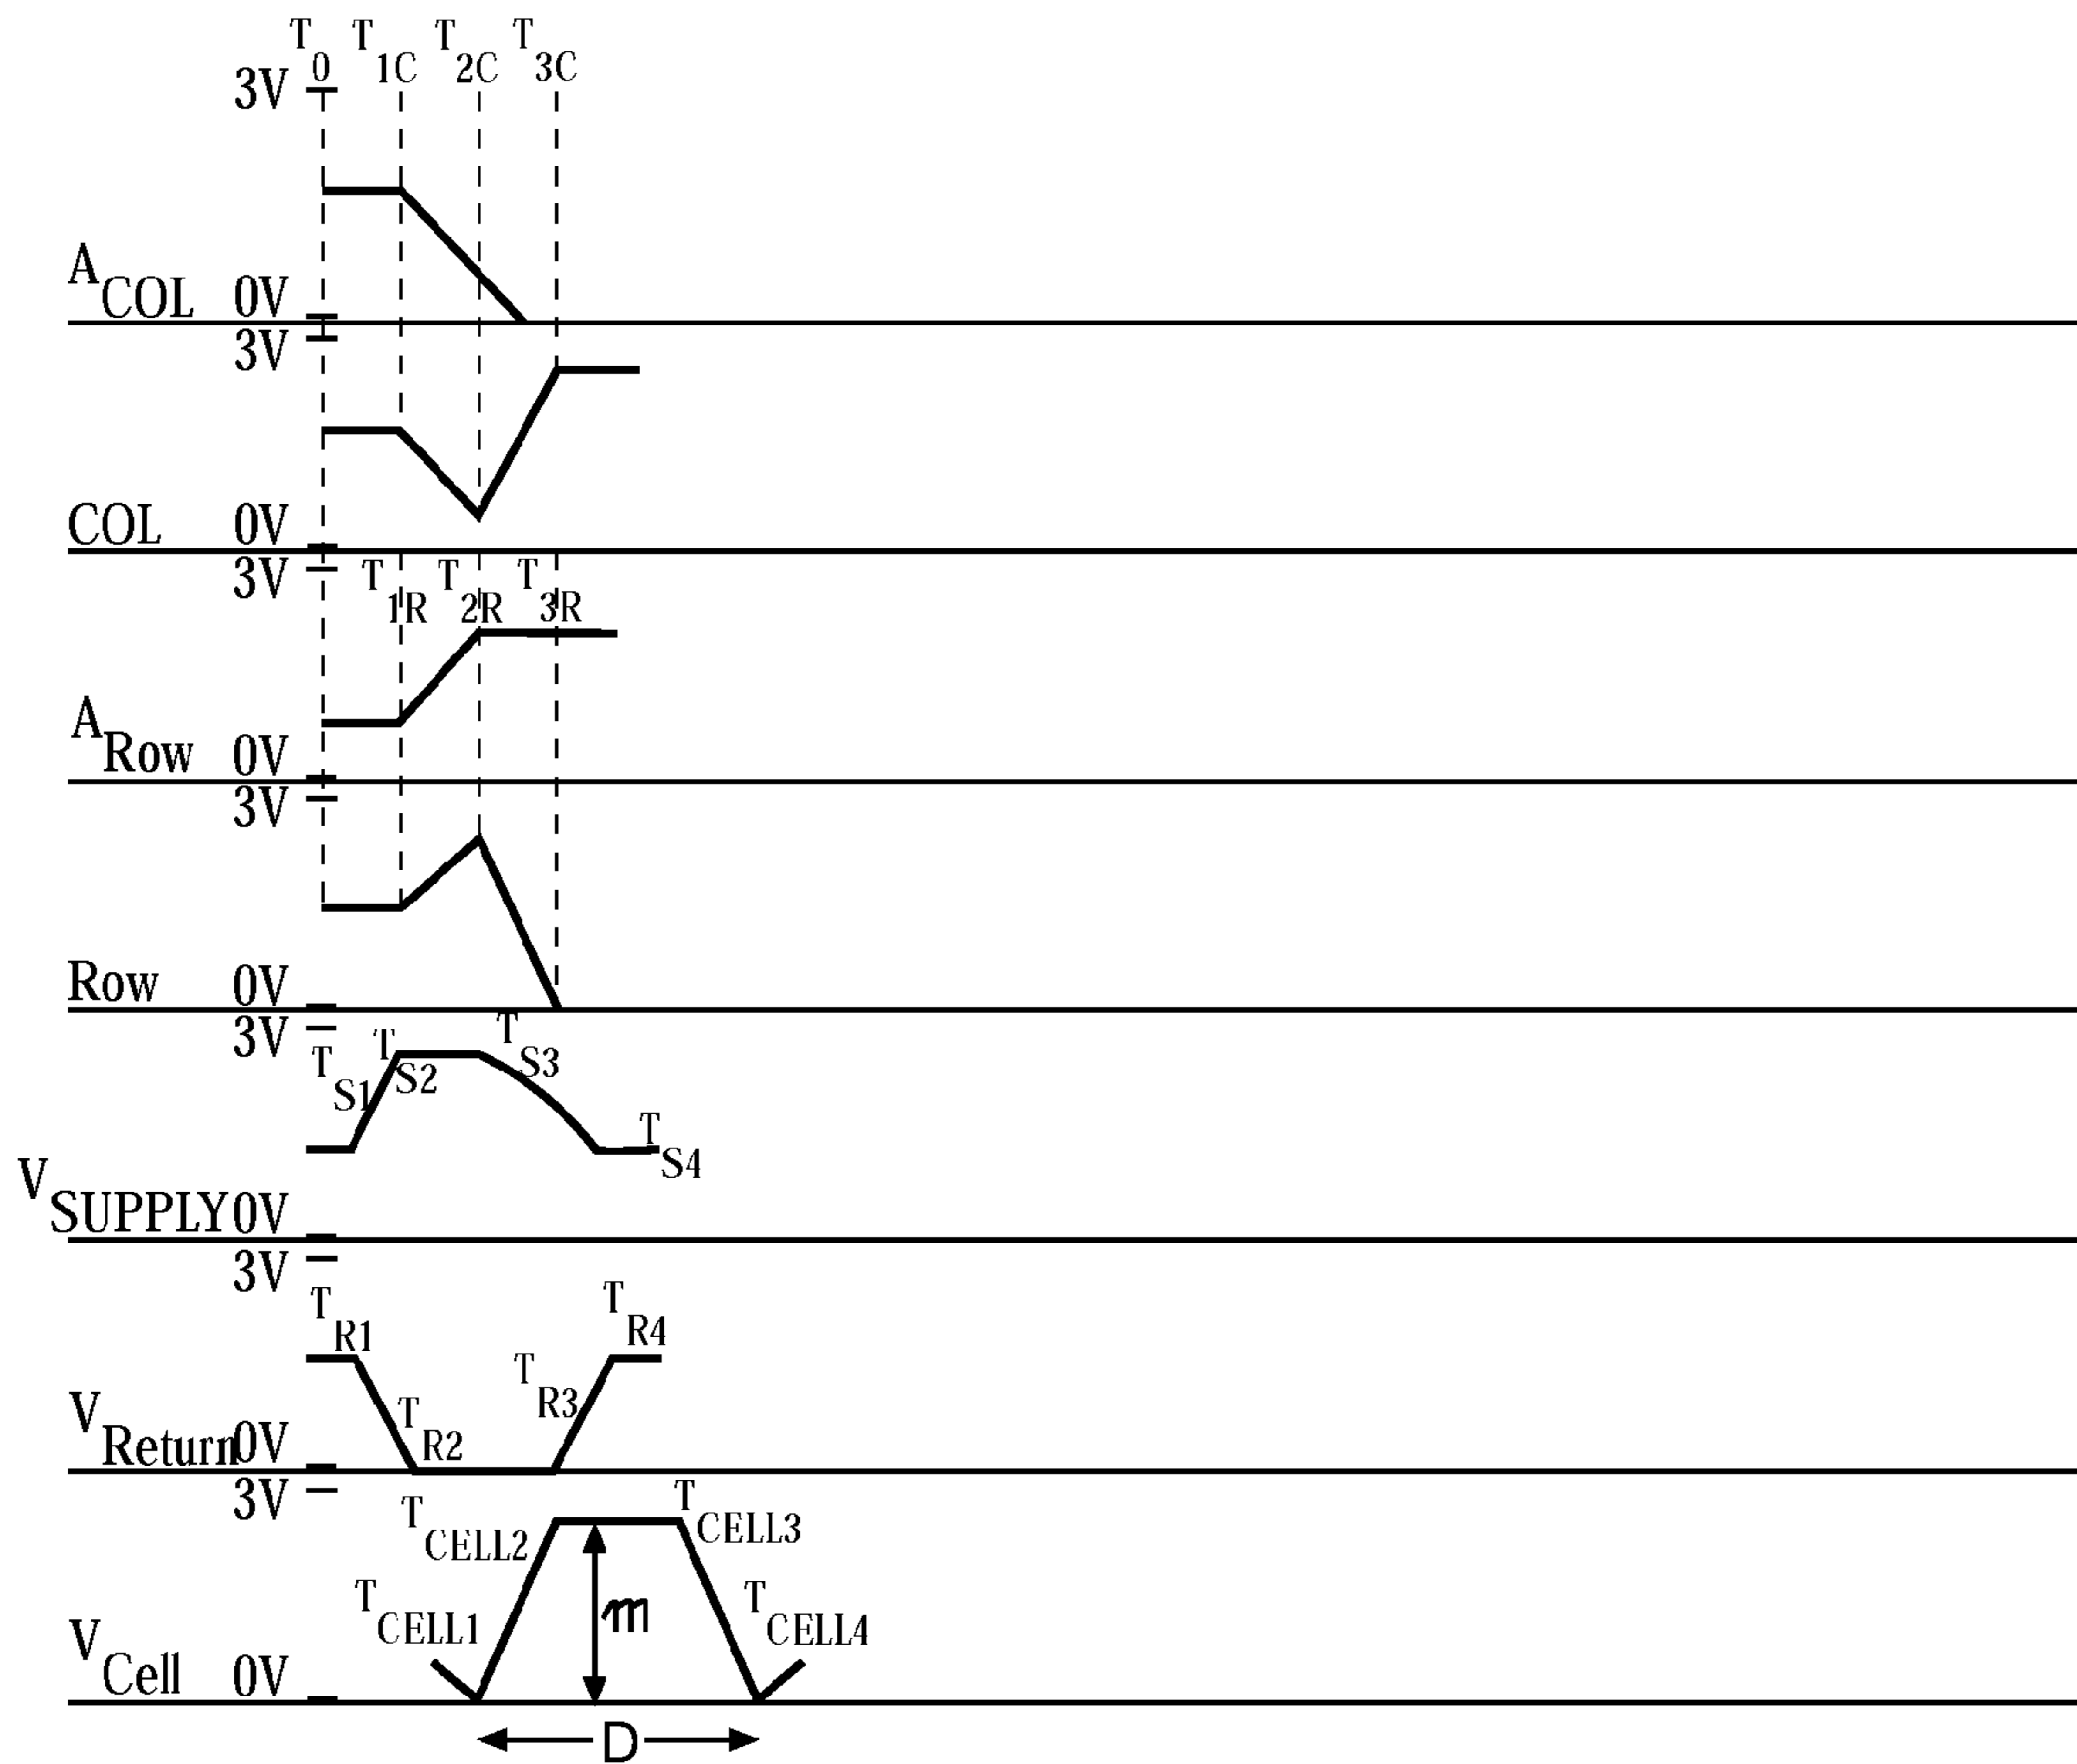 T0 T1C T2C T3C
3V
ACOL 0V
3V
COL 0V
3V T1R T2R T3R
ARow 0V
3V
Row 0V
3V TS1 TS2 TS3
TS4
VSUPPLY 0V
3V
TR1 TR4
TR3
TR2
VReturn 0V
3V TCELL2 TCELL3
TCELL1 m TCELL4
VCell 0V
D